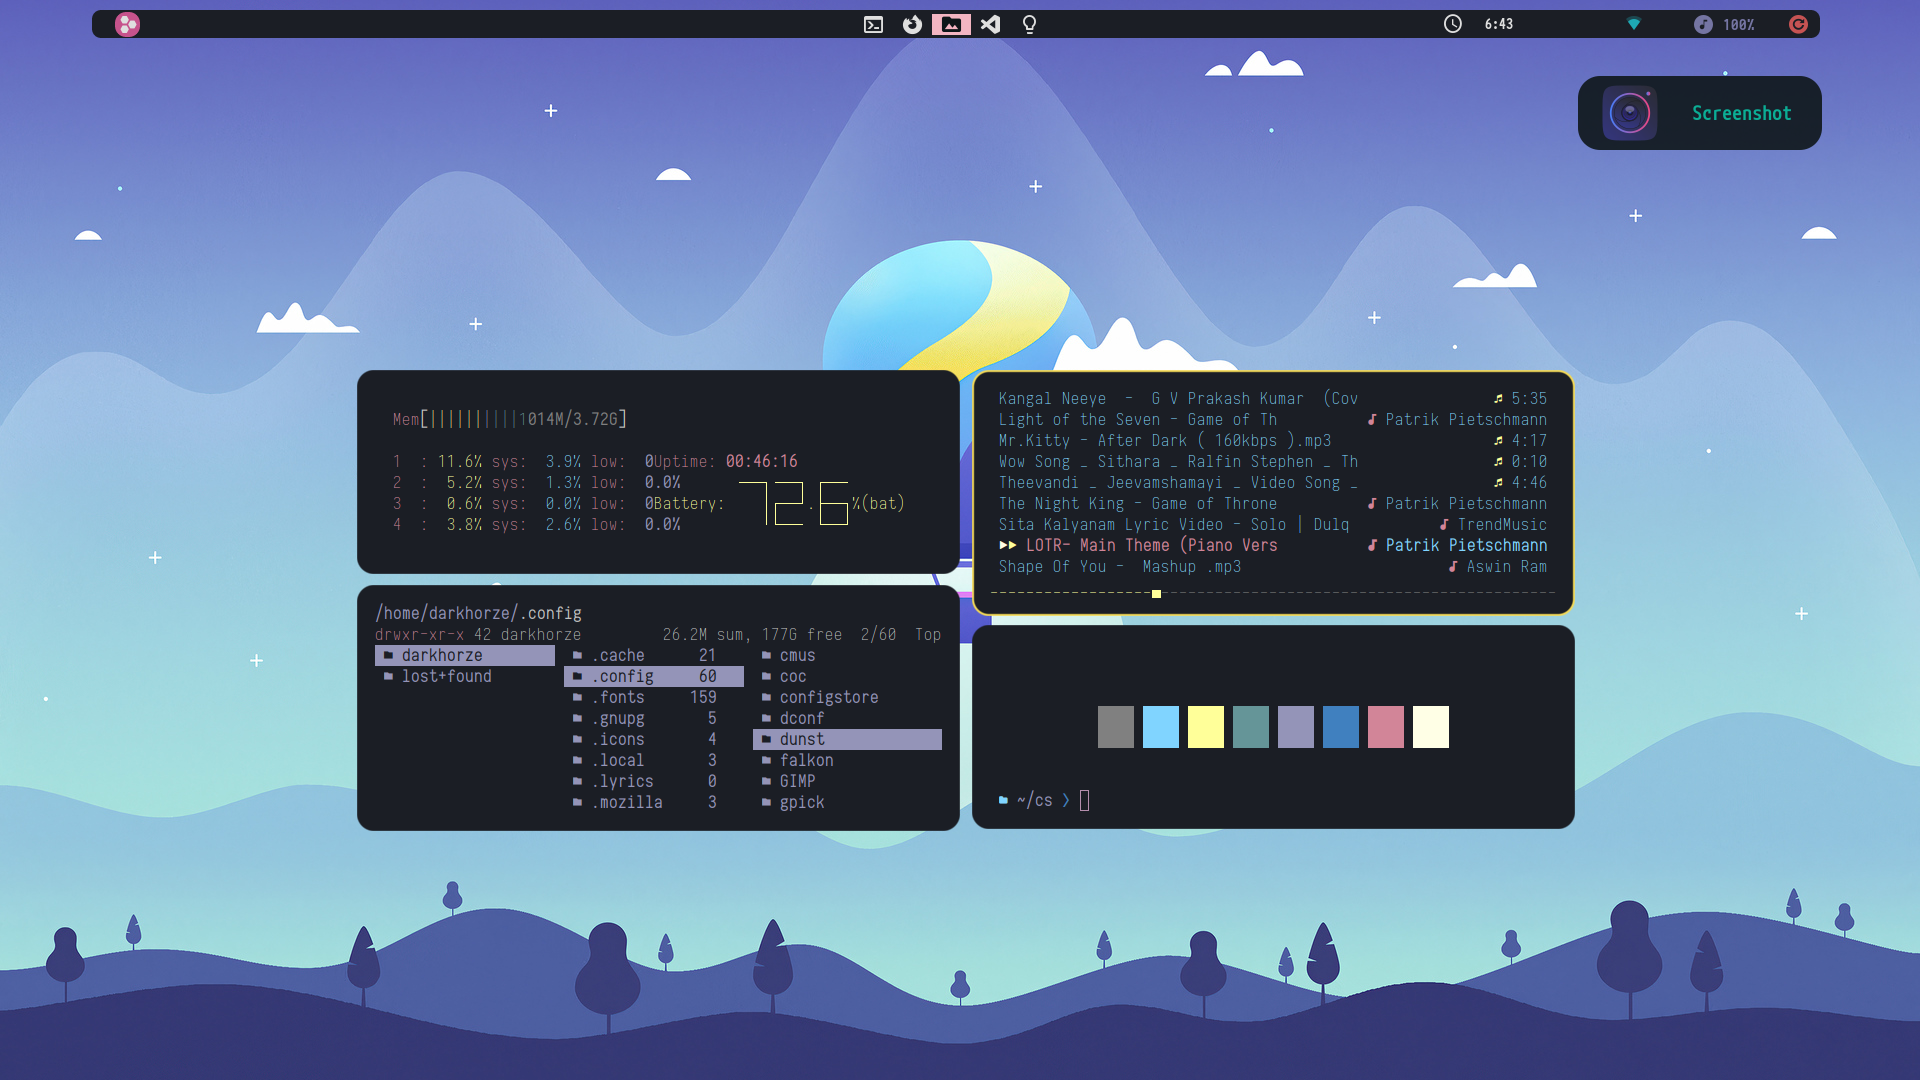 6:43
100%
Screenshot
Mem[||||||||||1014M/3.72G]
1 : 11.6% sys: 3.9% low: 0Uptime: 00:46:16
2 : 5.2% sys: 1.3% low: 0.0%
3 : 0.6% sys: 0.0% low: 0Battery: 72.6%(bat)
4 : 3.8% sys: 2.6% low: 0.0%
Kangal Neeye - G V Prakash Kumar (Cov ♬ 5:35
Light of the Seven - Game of Th ♪ Patrik Pietschmann
Mr.Kitty - After Dark ( 160kbps ).mp3 ♬ 4:17
Wow Song _ Sithara _ Ralfin Stephen _ Th ♬ 0:10
Theevandi _ Jeevamshamayi _ Video Song _ ♬ 4:46
The Night King - Game of Throne ♪ Patrik Pietschmann
Sita Kalyanam Lyric Video - Solo | Dulq ♪ TrendMusic
LOTR- Main Theme (Piano Vers ♪ Patrik Pietschmann
Shape Of You - Mashup .mp3 ♪ Aswin Ram
/home/darkhorze/.config
drwxr-xr-x 42 darkhorze 26.2M sum, 177G free 2/60 Top
darkhorze .cache 21 cmus
lost+found .config 60 coc
.fonts 159 configstore
.gnupg 5 dconf
.icons 4 dunst
.local 3 falkon
.lyrics 0 GIMP
.mozilla 3 gpick
~/cs ❯